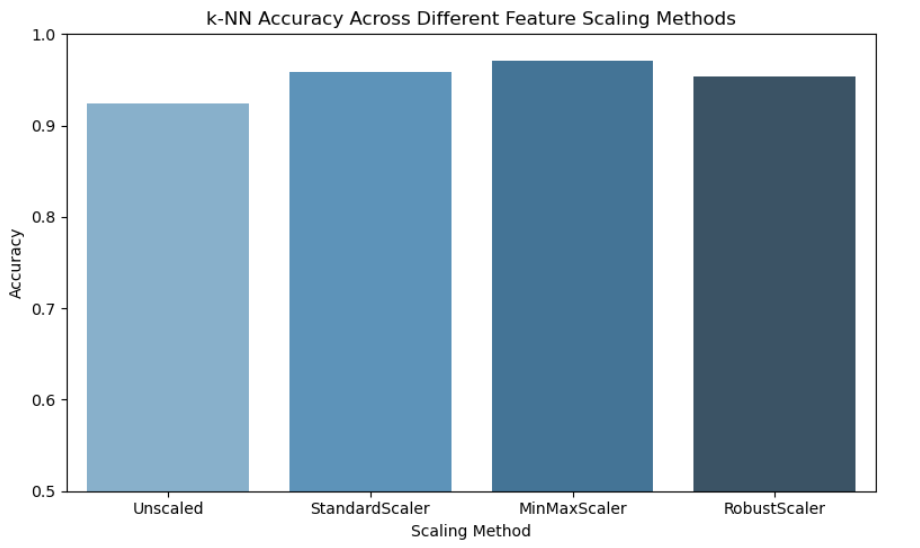 k-NN Accuracy Across Different Feature Scaling Methods
1.0
0.9
0.8
0.7
0.6
0.5
Accuracy
Unscaled StandardScaler MinMaxScaler RobustScaler
Scaling Method